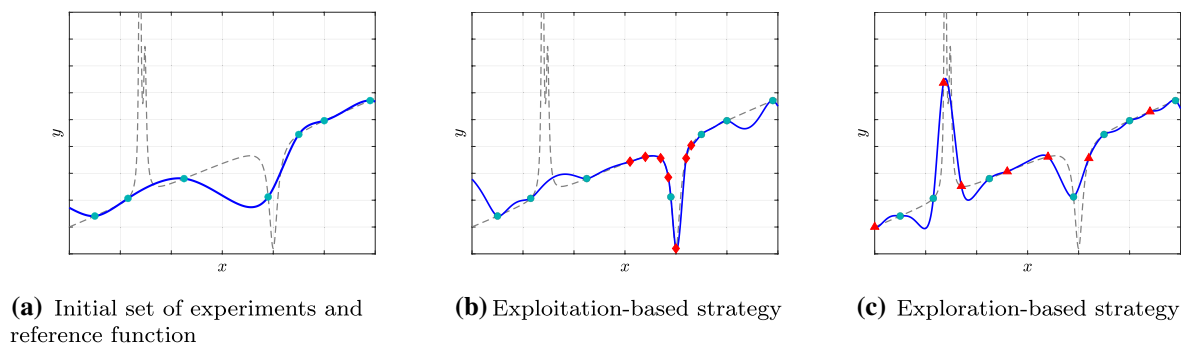 y
x
(a) Initial set of experiments and
reference function
y
x
(b) Exploitation-based strategy
y
x
(c) Exploration-based strategy